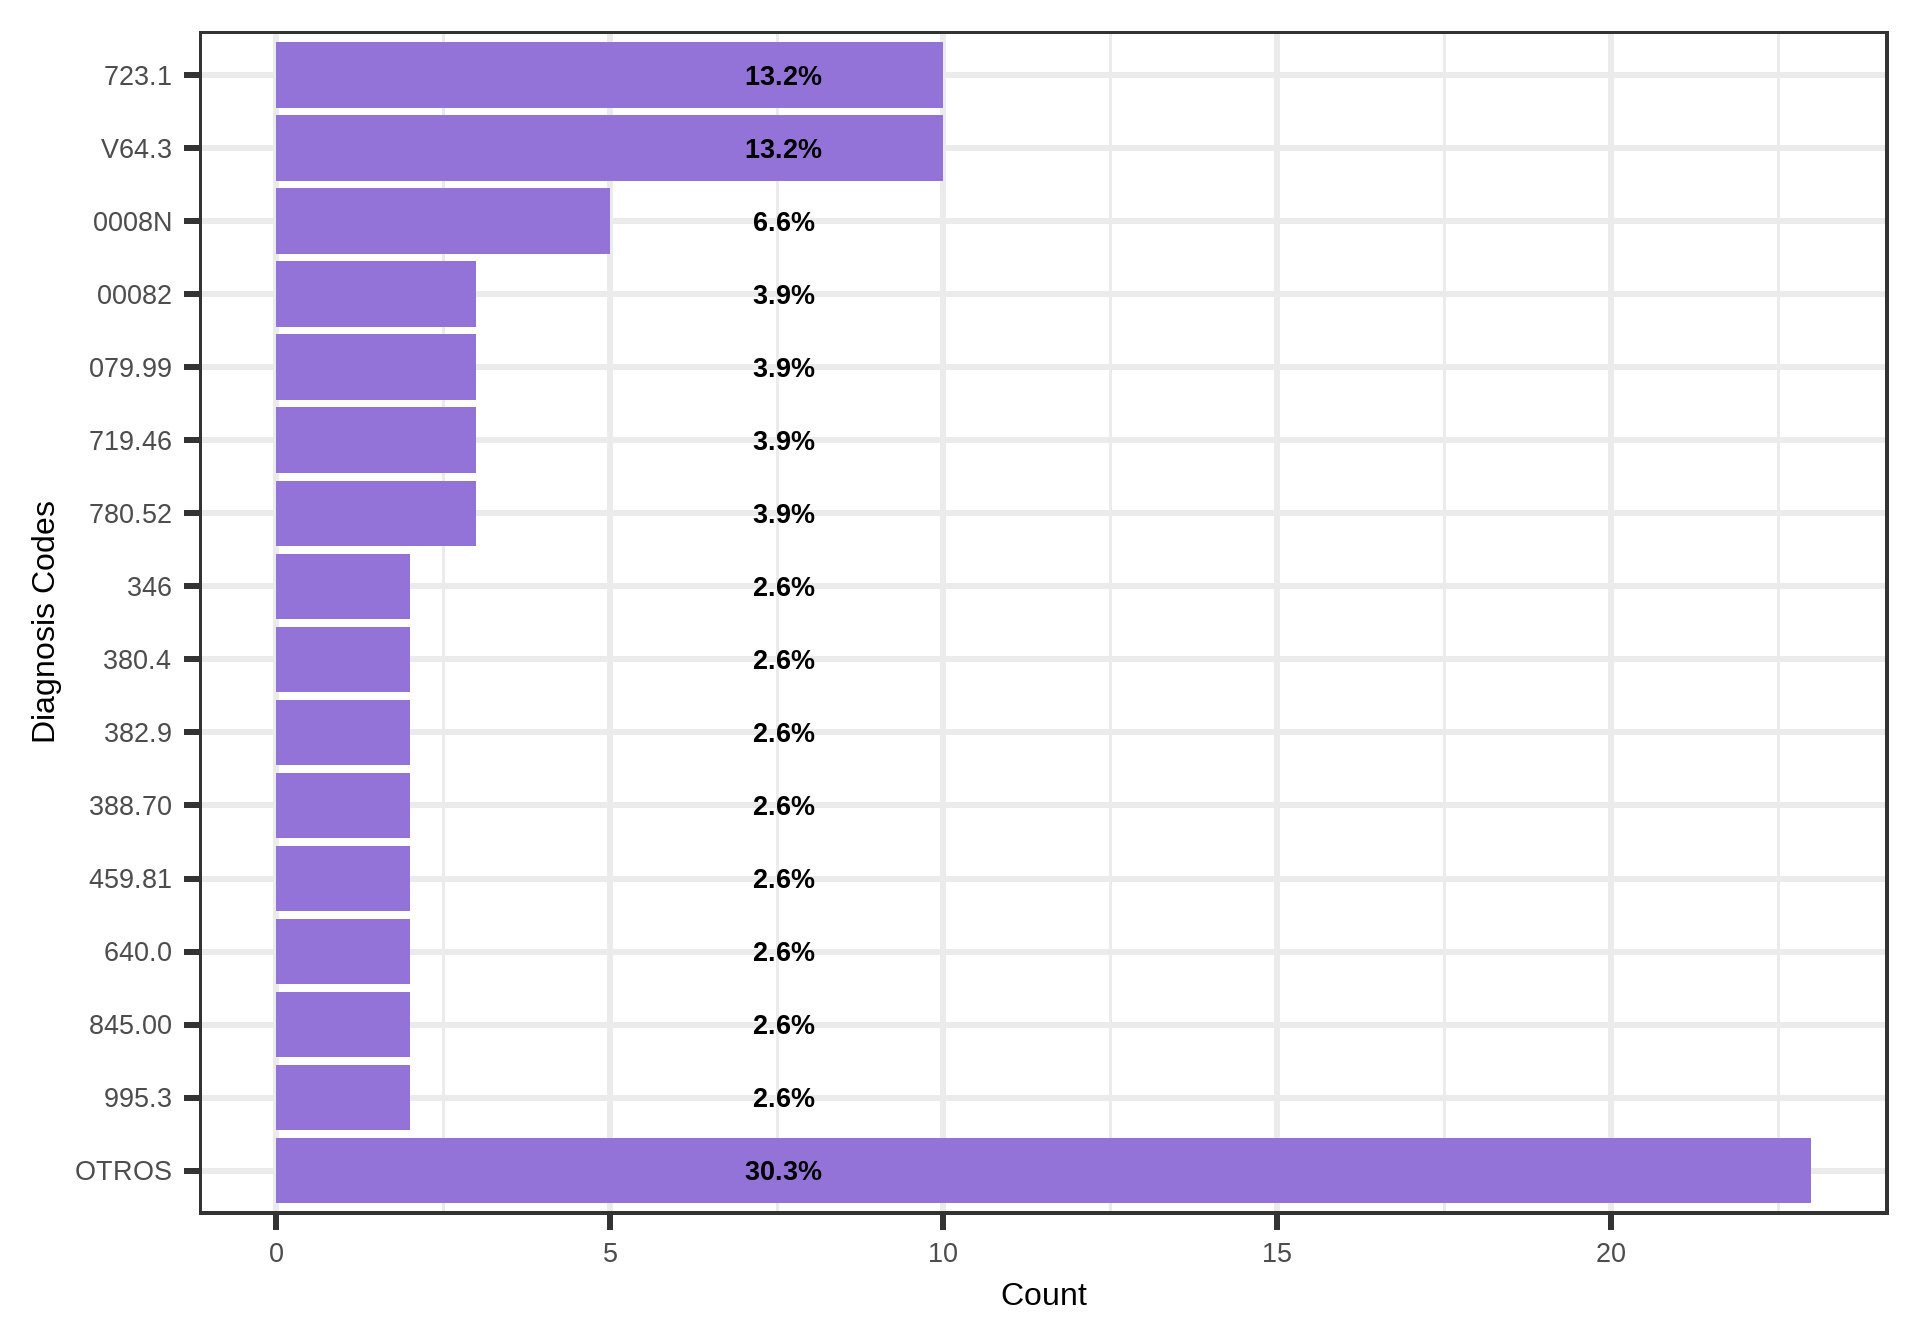 723.1 13.2%
V64.3 13.2%
0008N 6.6%
00082 3.9%
079.99 3.9%
719.46 3.9%
780.52 3.9%
346 2.6%
380.4 2.6%
382.9 2.6%
388.70 2.6%
459.81 2.6%
640.0 2.6%
845.00 2.6%
995.3 2.6%
OTROS 30.3%
Diagnosis Codes
0 5 10 15 20
Count